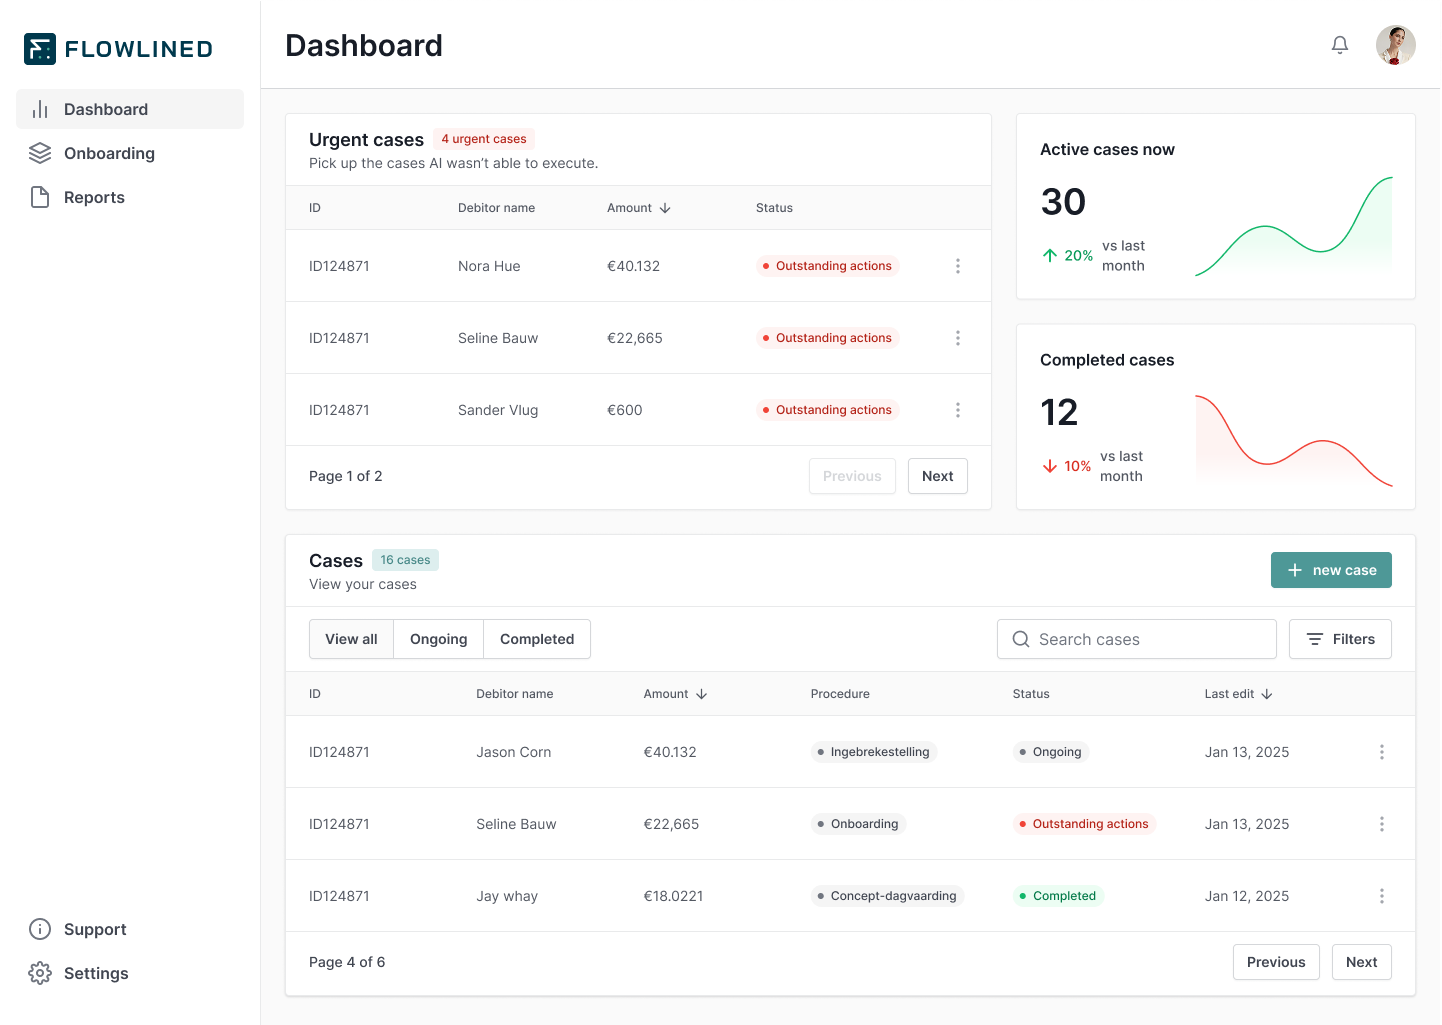 FLOWLINED
Dashboard
Onboarding
Reports
Support
Settings
Dashboard
Urgent cases 4 urgent cases
Pick up the cases AI wasn’t able to execute.
ID Debitor name Amount Status
ID124871 Nora Hue €40.132 Outstanding actions
ID124871 Seline Bauw €22,665 Outstanding actions
ID124871 Sander Vlug €600 Outstanding actions
Page 1 of 2 Previous Next
Active cases now
30
20% vs last
month
Completed cases
12
10% vs last
month
Cases 16 cases
View your cases
new case
View all Ongoing Completed Search cases Filters
ID Debitor name Amount Procedure Status Last edit
ID124871 Jason Corn €40.132 Ingebrekestelling Ongoing Jan 13, 2025
ID124871 Seline Bauw €22,665 Onboarding Outstanding actions Jan 13, 2025
ID124871 Jay whay €18.0221 Concept-dagvaarding Completed Jan 12, 2025
Page 4 of 6 Previous Next